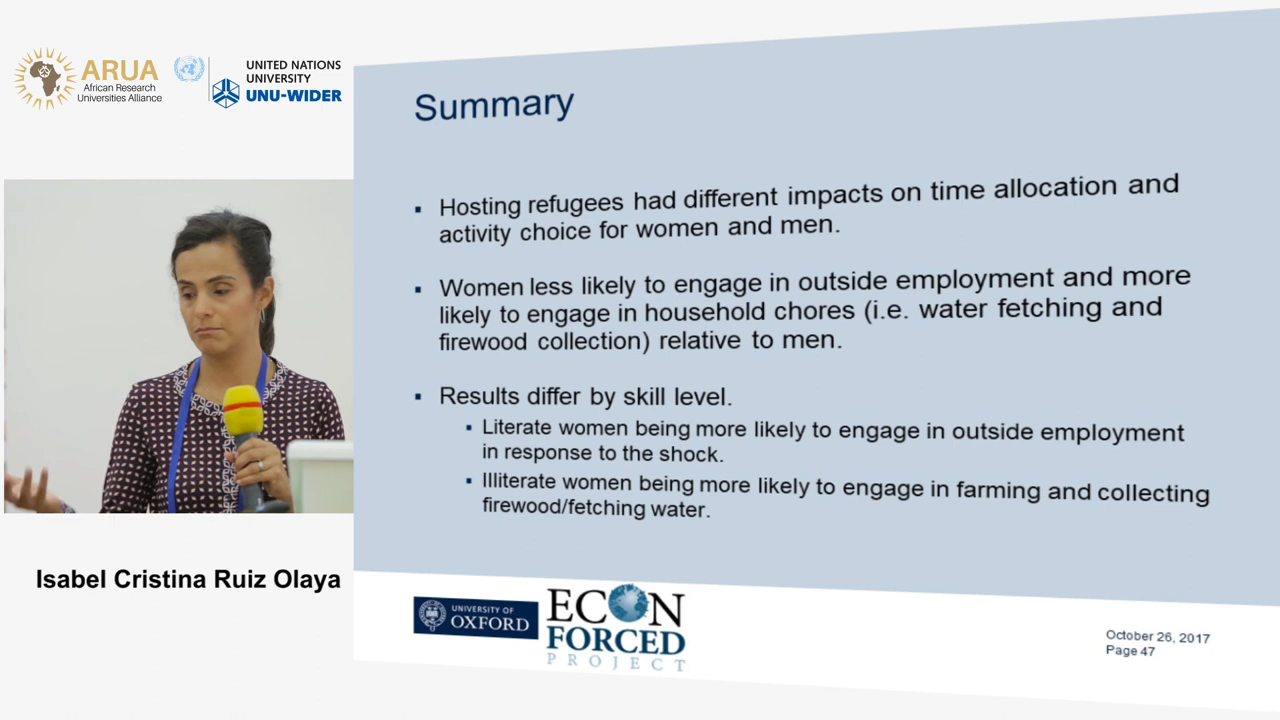 ARUA
African Research
Universities Alliance
UNITED NATIONS
UNIVERSITY
UNU-WIDER
Summary
Hosting refugees had different impacts on time allocation and
activity choice for women and men.
Women less likely to engage in outside employment and more
likely to engage in household chores (i.e. water fetching and
firewood collection) relative to men.
Results differ by skill level.
Literate women being more likely to engage in outside employment
in response to the shock.
Illiterate women being more likely to engage in farming and collecting
firewood/fetching water.
Isabel Cristina Ruiz Olaya
UNIVERSITY OF
OXFORD
ECON
FORCED
PROJECT
October 26, 2017
Page 47